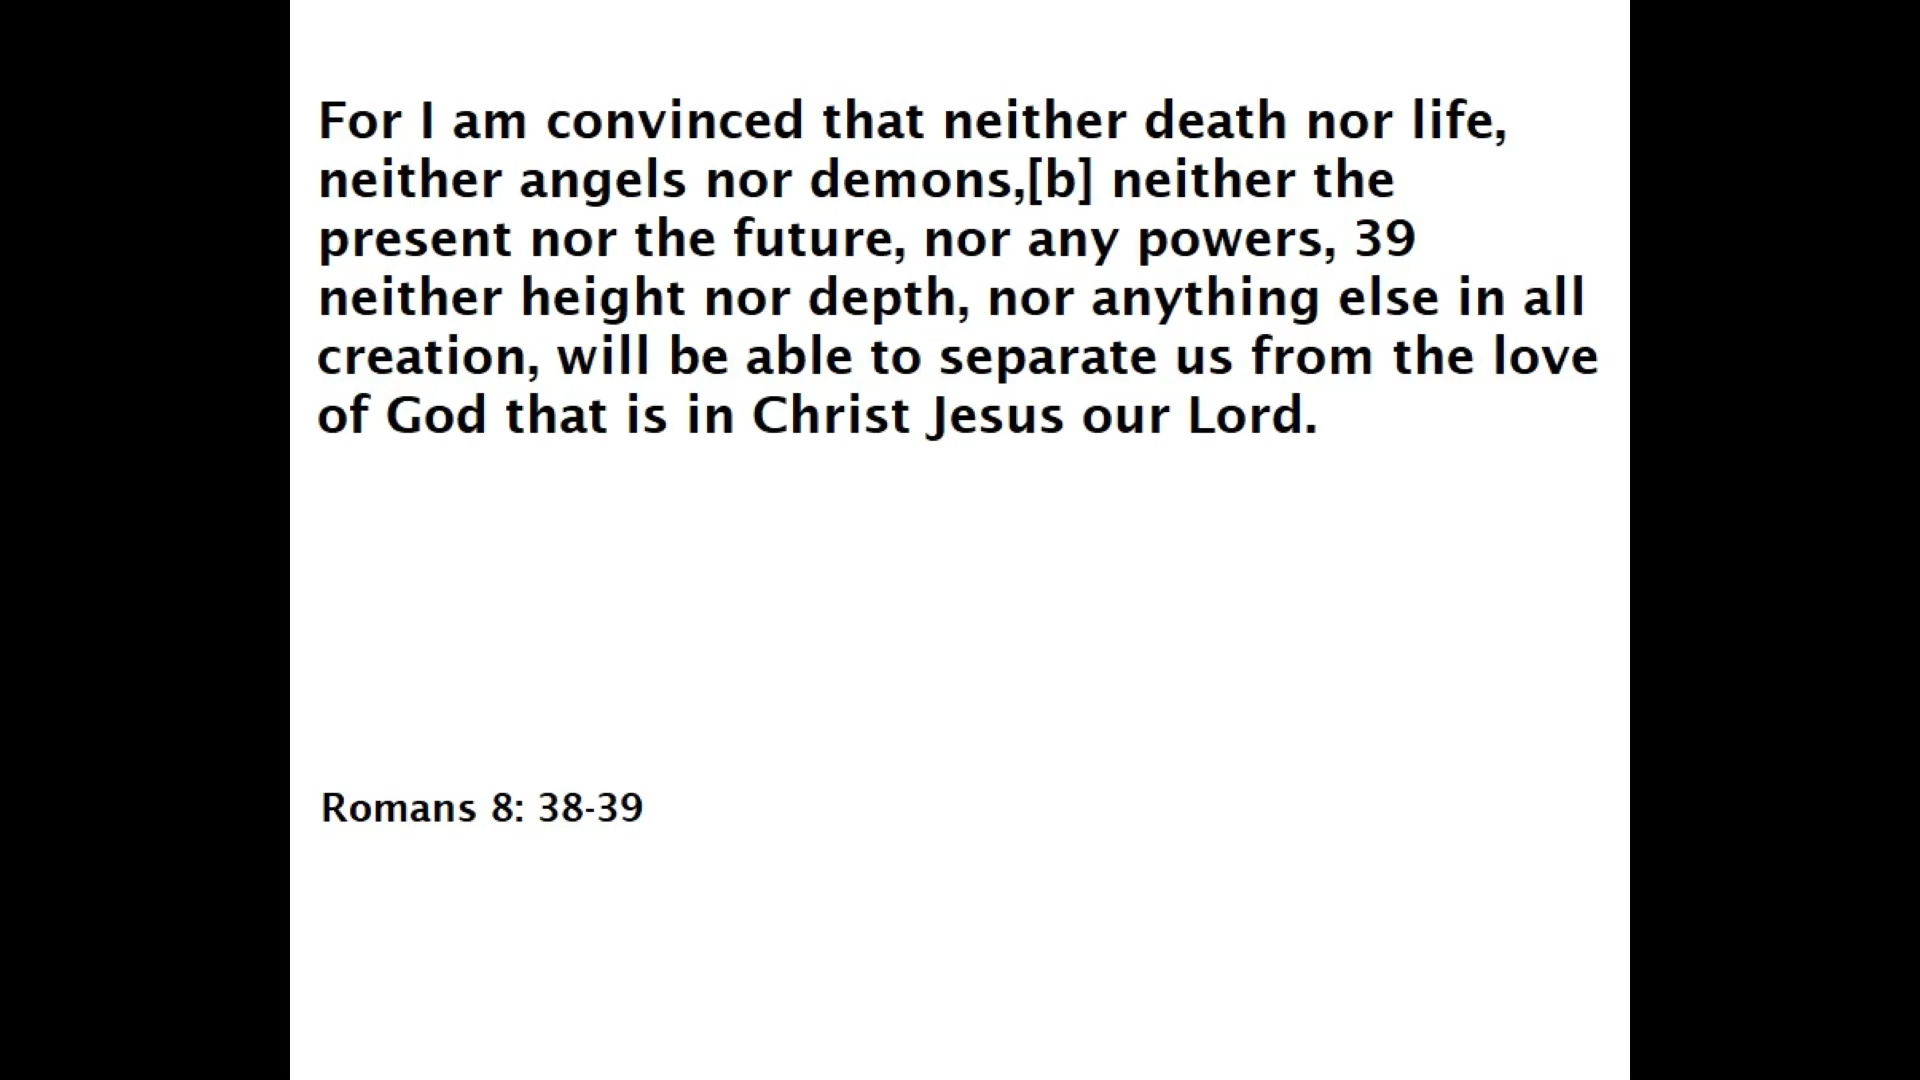 For I am convinced that neither death nor life,
neither angels nor demons,[b] neither the
present nor the future, nor any powers, 39
neither height nor depth, nor anything else in all
creation, will be able to separate us from the love
of God that is in Christ Jesus our Lord.
Romans 8: 38-39